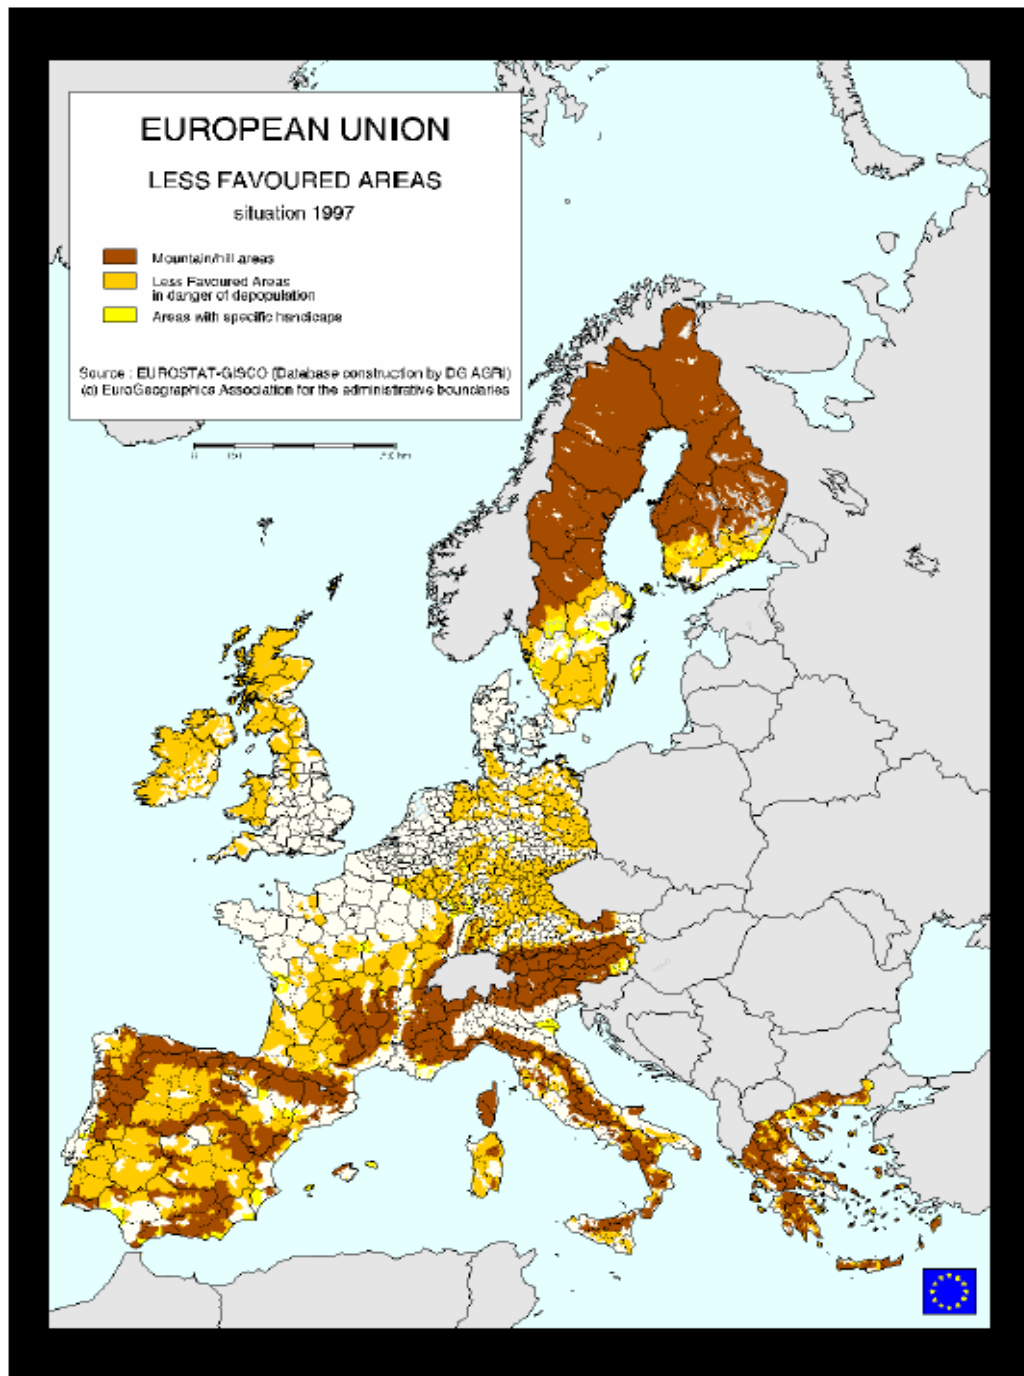 EUROPEAN UNION
LESS FAVOURED AREAS
situation 1997
Mountain/hill areas
Less Favoured Areas
in danger of depopulation
Areas with specific handicaps
Source : EUROSTAT-GISCO (Database construction by DG AGRI)
(c) EuroGeographics Association for the administrative boundaries